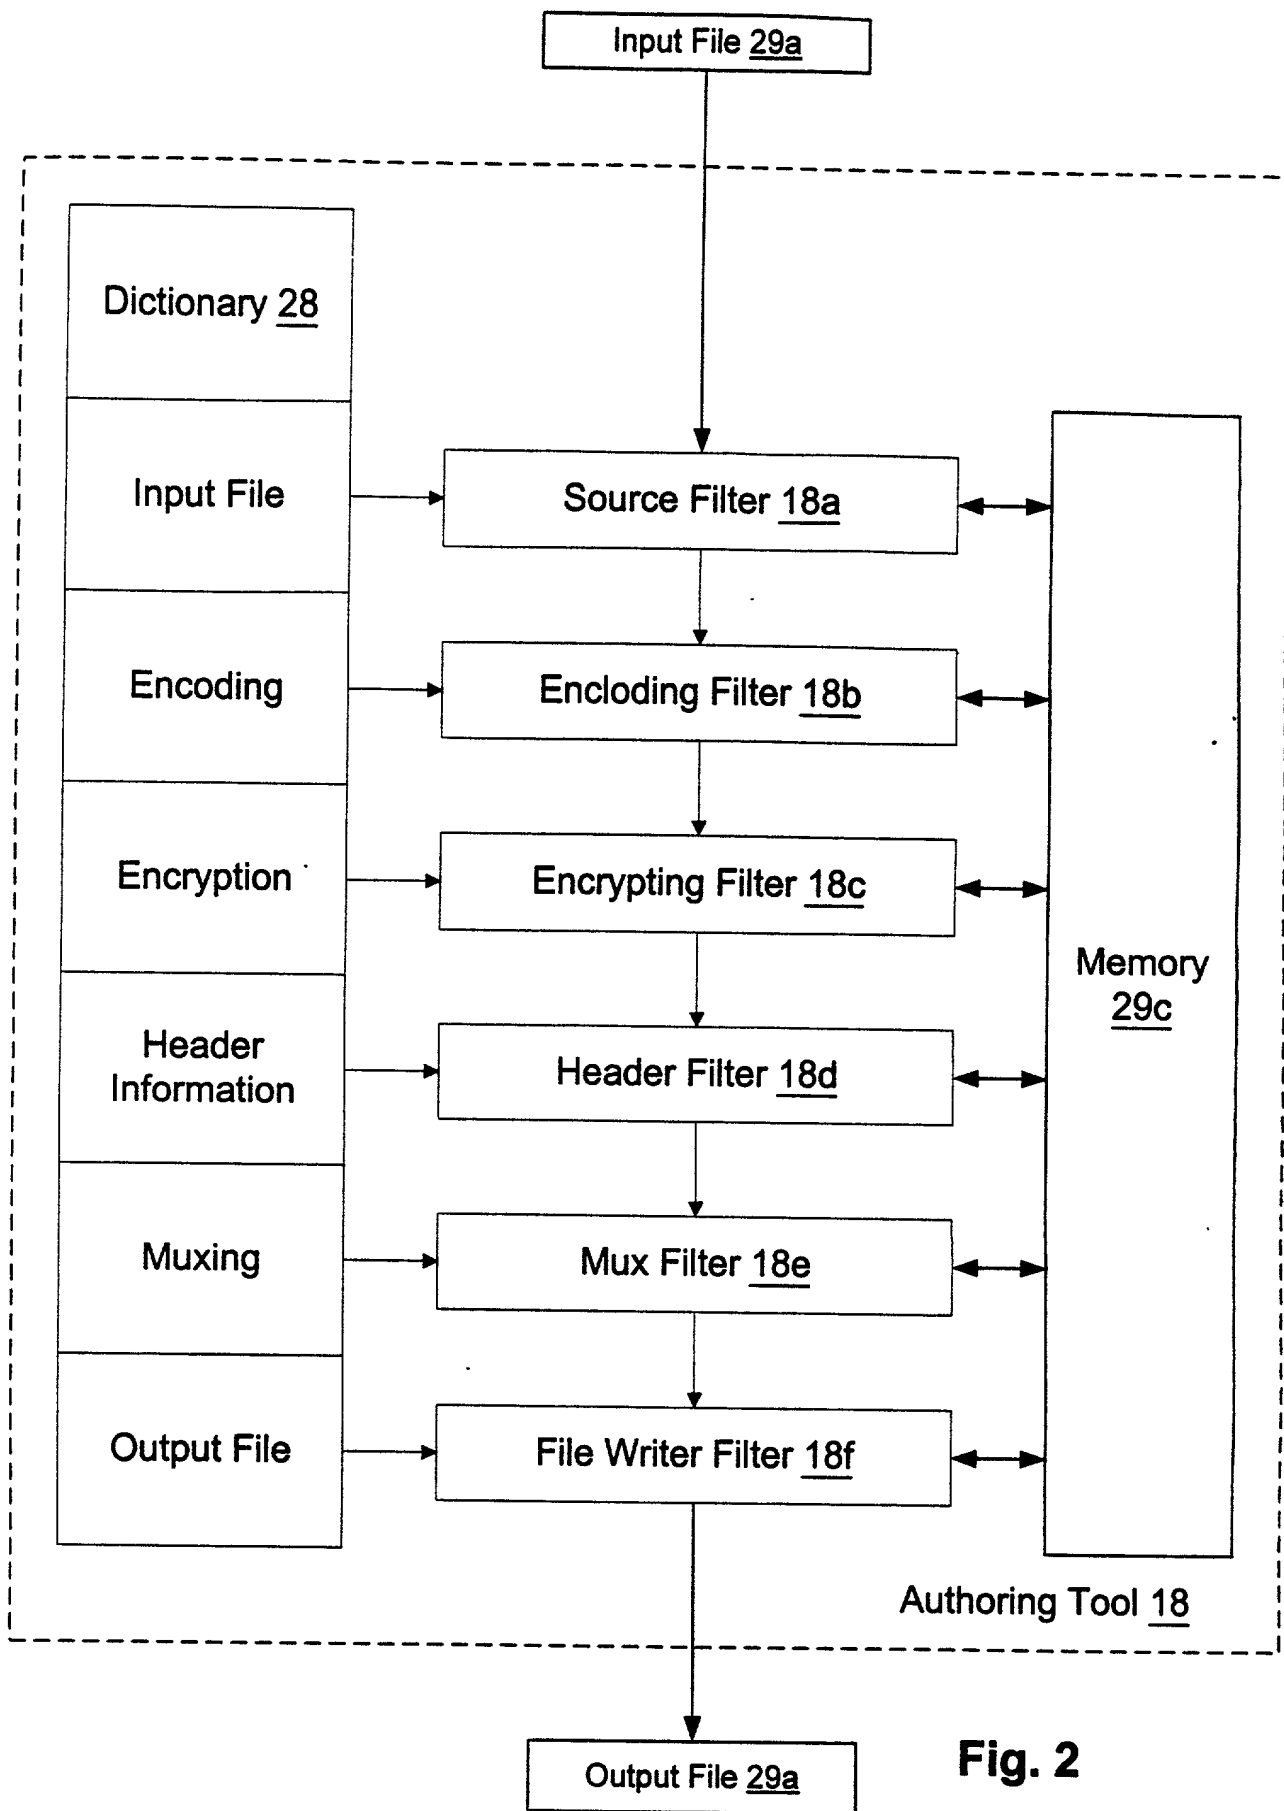 Input File 29a
Dictionary 28
Input File
Source Filter 18a
Encoding
Encloding Filter 18b
Encryption
Encrypting Filter 18c
Memory
29c
Header
Information
Header Filter 18d
Muxing
Mux Filter 18e
Output File
File Writer Filter 18f
Authoring Tool 18
Output File 29a
Fig. 2